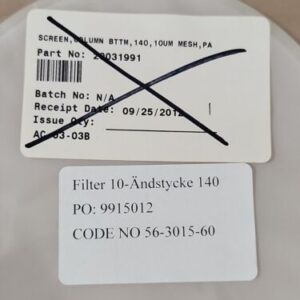 SCREEN,COLUMN BTTM,140,10UM MESH,PA
Part No: 28031991
Batch No: N/A
Receipt Date: 09/25/2012
Issue Qty:
AC-03-03B
Filter 10-Ändstycke 140
PO: 9915012
CODE NO 56-3015-60